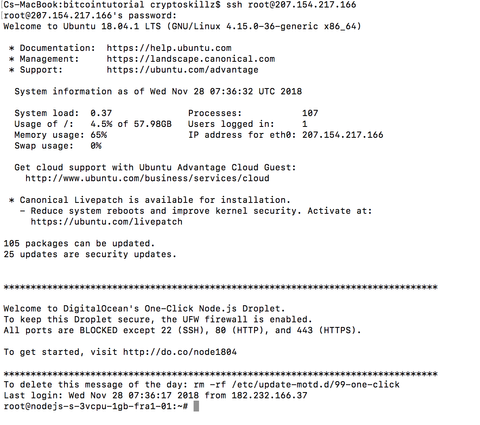 Cs-MacBook:bitcointutorial cryptoskillz$ ssh root@207.154.217.166
root@207.154.217.166's password:
Welcome to Ubuntu 18.04.1 LTS (GNU/Linux 4.15.0-36-generic x86_64)
* Documentation: https://help.ubuntu.com
* Management: https://landscape.canonical.com
* Support: https://ubuntu.com/advantage
System information as of Wed Nov 28 07:36:32 UTC 2018
System load: 0.37 Processes: 107
Usage of /: 4.5% of 57.98GB Users logged in: 1
Memory usage: 65% IP address for eth0: 207.154.217.166
Swap usage: 0%
Get cloud support with Ubuntu Advantage Cloud Guest:
http://www.ubuntu.com/business/services/cloud
* Canonical Livepatch is available for installation.
- Reduce system reboots and improve kernel security. Activate at:
https://ubuntu.com/livepatch
105 packages can be updated.
25 updates are security updates.
********************************************************************************
Welcome to DigitalOcean's One-Click Node.js Droplet.
To keep this Droplet secure, the UFW firewall is enabled.
All ports are BLOCKED except 22 (SSH), 80 (HTTP), and 443 (HTTPS).
To get started, visit http://do.co/node1804
********************************************************************************
To delete this message of the day: rm -rf /etc/update-motd.d/99-one-click
Last login: Wed Nov 28 07:36:17 2018 from 182.232.166.37
root@nodejs-s-3vcpu-1gb-fra1-01:~#